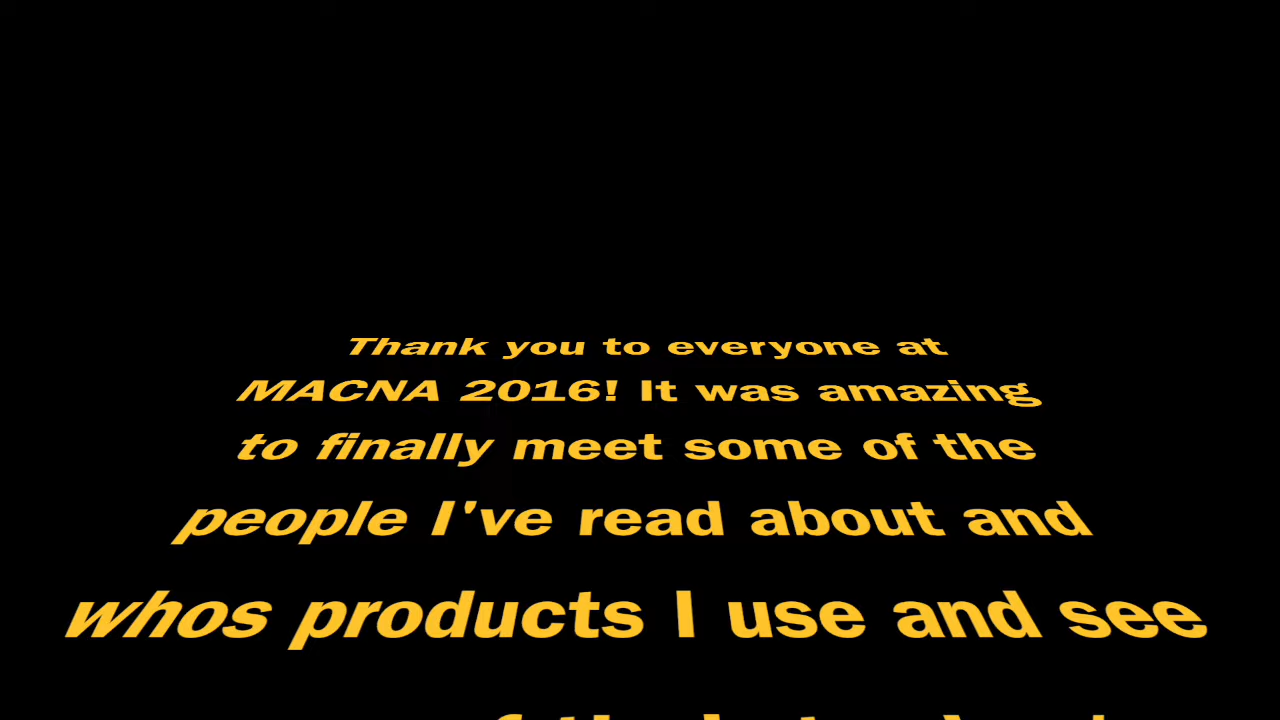 Thank you to everyone at
MACNA 2016! It was amazing
to finally meet some of the
people I've read about and
whos products I use and see